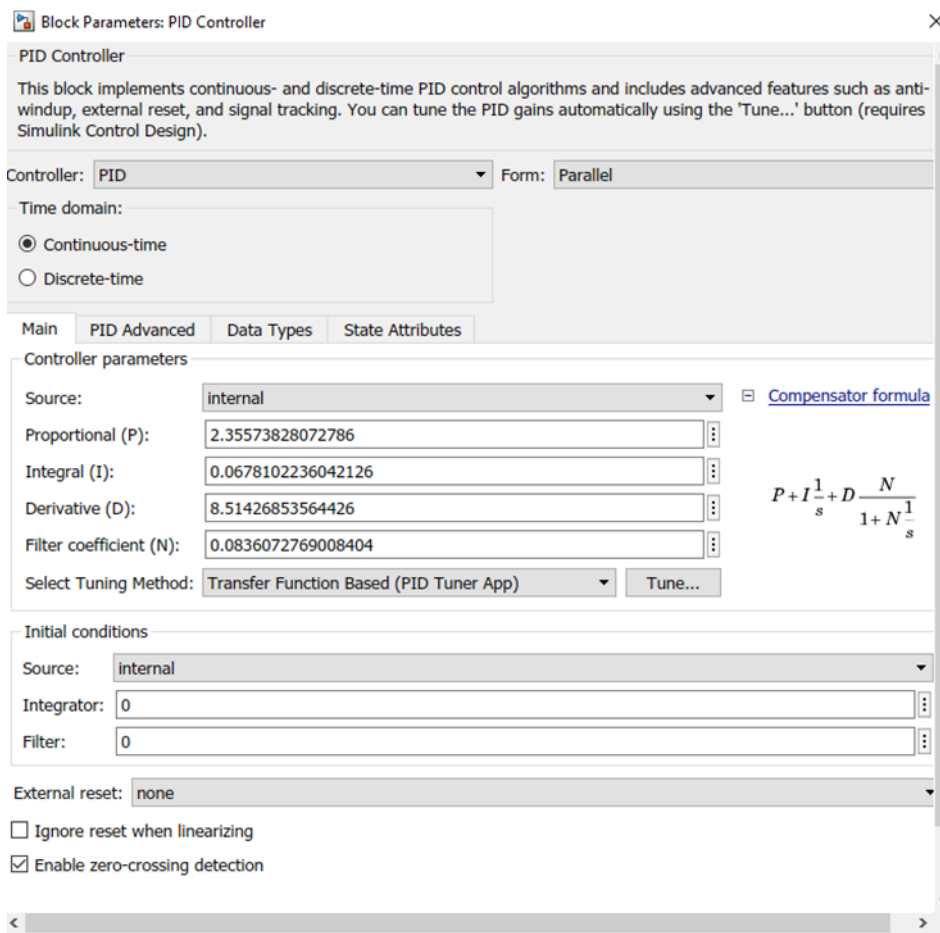 Block Parameters: PID Controller
PID Controller
This block implements continuous- and discrete-time PID control algorithms and includes advanced features such as anti-
windup, external reset, and signal tracking. You can tune the PID gains automatically using the 'Tune...' button (requires
Simulink Control Design).
Controller: PID Form: Parallel
Time domain:
Continuous-time
Discrete-time
Main PID Advanced Data Types State Attributes
Controller parameters
Source: internal Compensator formula
Proportional (P): 2.35573828072786
Integral (I): 0.0678102236042126
Derivative (D): 8.51426853564426
P + I 1/s + D N/(1 + N 1/s)
Filter coefficient (N): 0.0836072769008404
Select Tuning Method: Transfer Function Based (PID Tuner App) Tune...
Initial conditions
Source: internal
Integrator: 0
Filter: 0
External reset: none
Ignore reset when linearizing
Enable zero-crossing detection